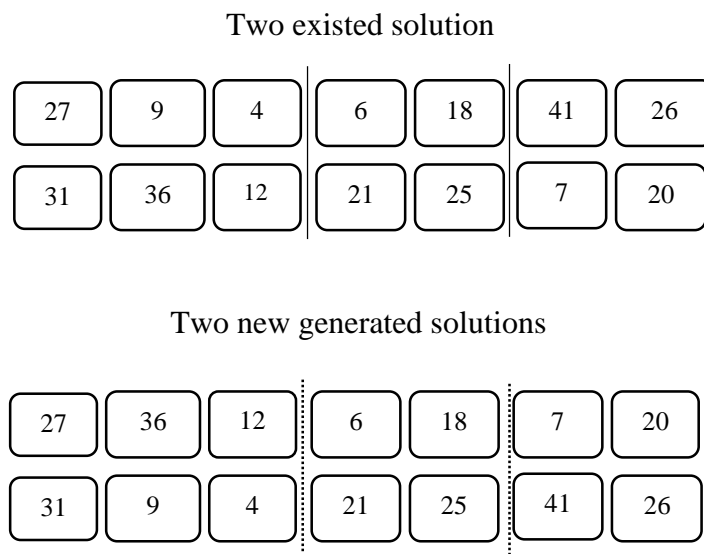 Two existed solution
27 9 4 6 18 41 26
31 36 12 21 25 7 20
Two new generated solutions
27 36 12 6 18 7 20
31 9 4 21 25 41 26